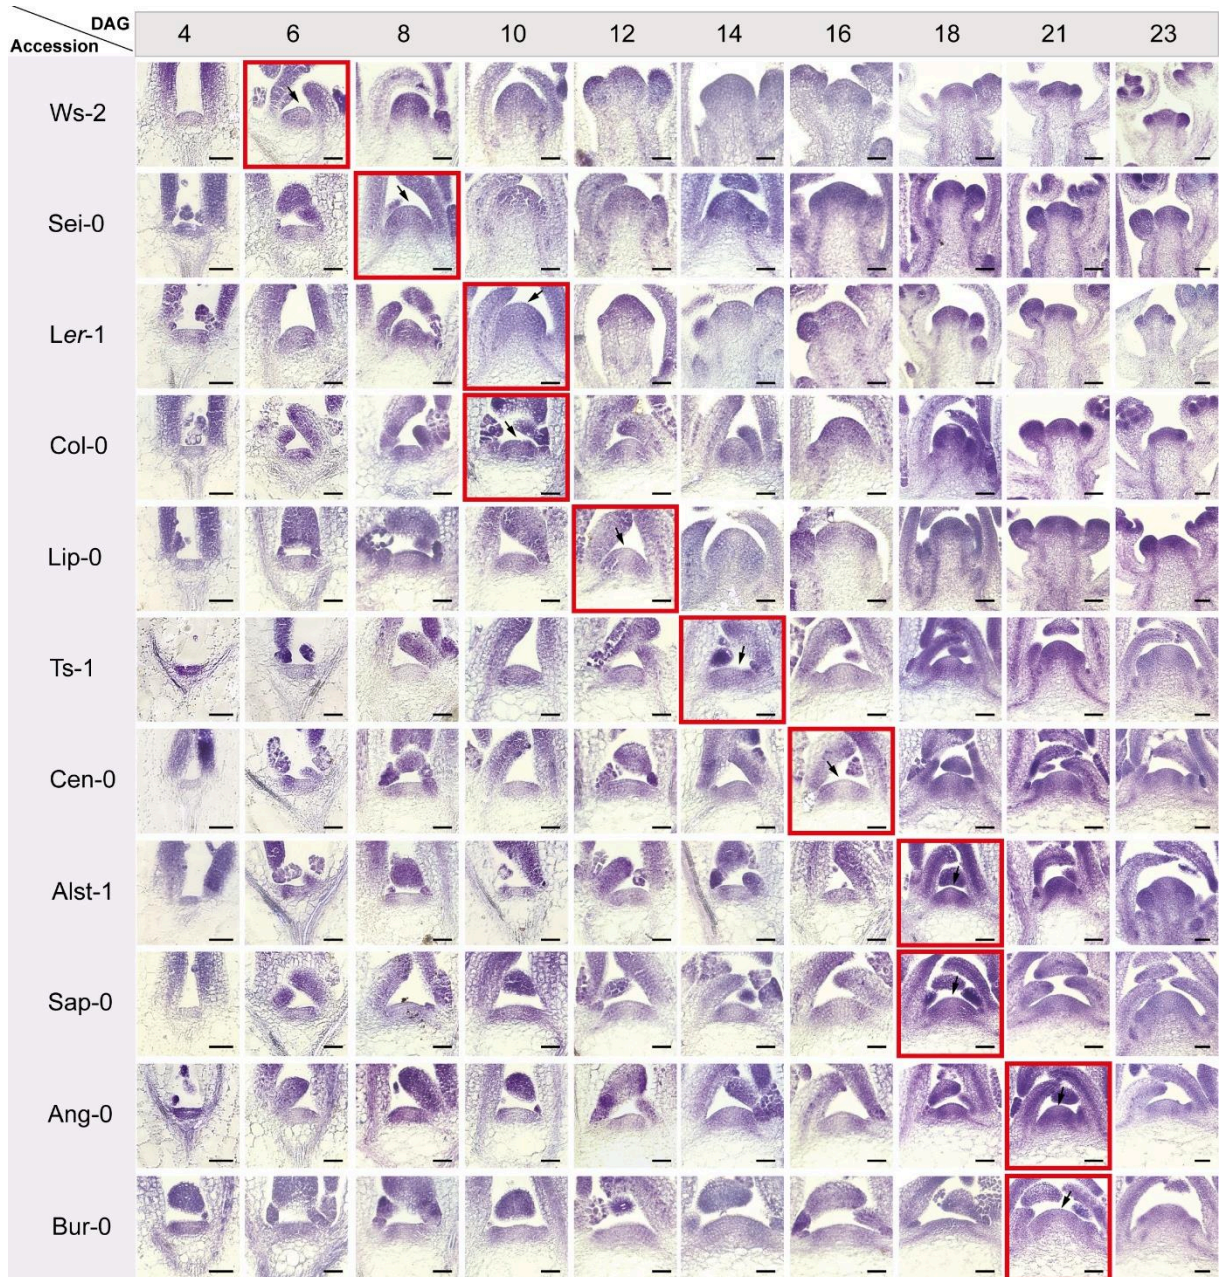 DAG
Accession
4 6 8 10 12 14 16 18 21 23
Ws-2
Sei-0
Ler-1
Col-0
Lip-0
Ts-1
Cen-0
Alst-1
Sap-0
Ang-0
Bur-0